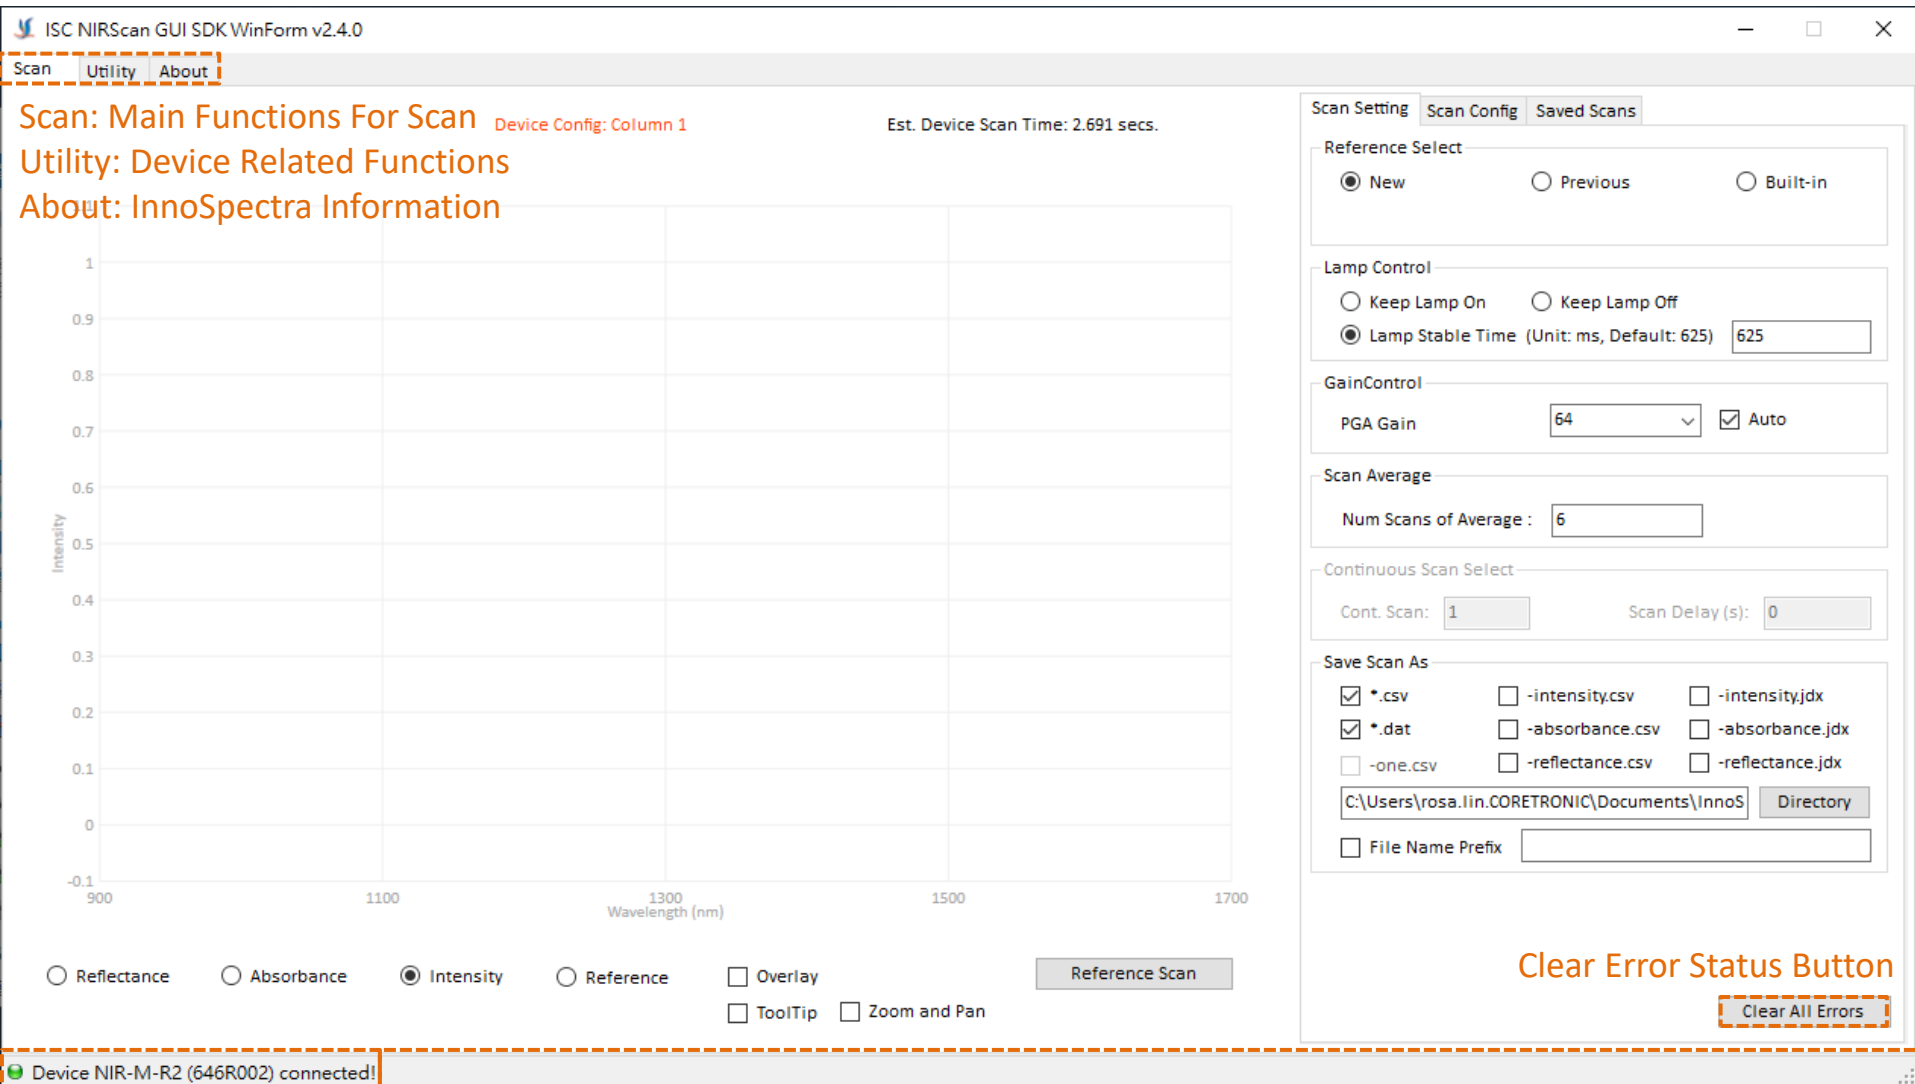 ISC NIRScan GUI SDK WinForm v2.4.0
Scan Utility About
Scan: Main Functions For Scan
Utility: Device Related Functions
About: InnoSpectra Information
Device Config: Column 1
Est. Device Scan Time: 2.691 secs.
1.1
1
0.9
0.8
0.7
0.6
0.5
0.4
0.3
0.2
0.1
0
-0.1
Intensity
900 1100 1300 1500 1700
Wavelength (nm)
Reflectance Absorbance Intensity Reference Overlay
ToolTip Zoom and Pan
Reference Scan
Scan Setting Scan Config Saved Scans
Reference Select
New Previous Built-in
Lamp Control
Keep Lamp On Keep Lamp Off
Lamp Stable Time (Unit: ms, Default: 625) 625
GainControl
PGA Gain 64 Auto
Scan Average
Num Scans of Average : 6
Continuous Scan Select
Cont. Scan: 1 Scan Delay (s): 0
Save Scan As
*.csv -intensity.csv -intensity.jdx
*.dat -absorbance.csv -absorbance.jdx
-one.csv -reflectance.csv -reflectance.jdx
C:\Users\rosa.lin.CORETRONIC\Documents\InnoS Directory
File Name Prefix
Clear Error Status Button
Clear All Errors
Device NIR-M-R2 (646R002) connected!